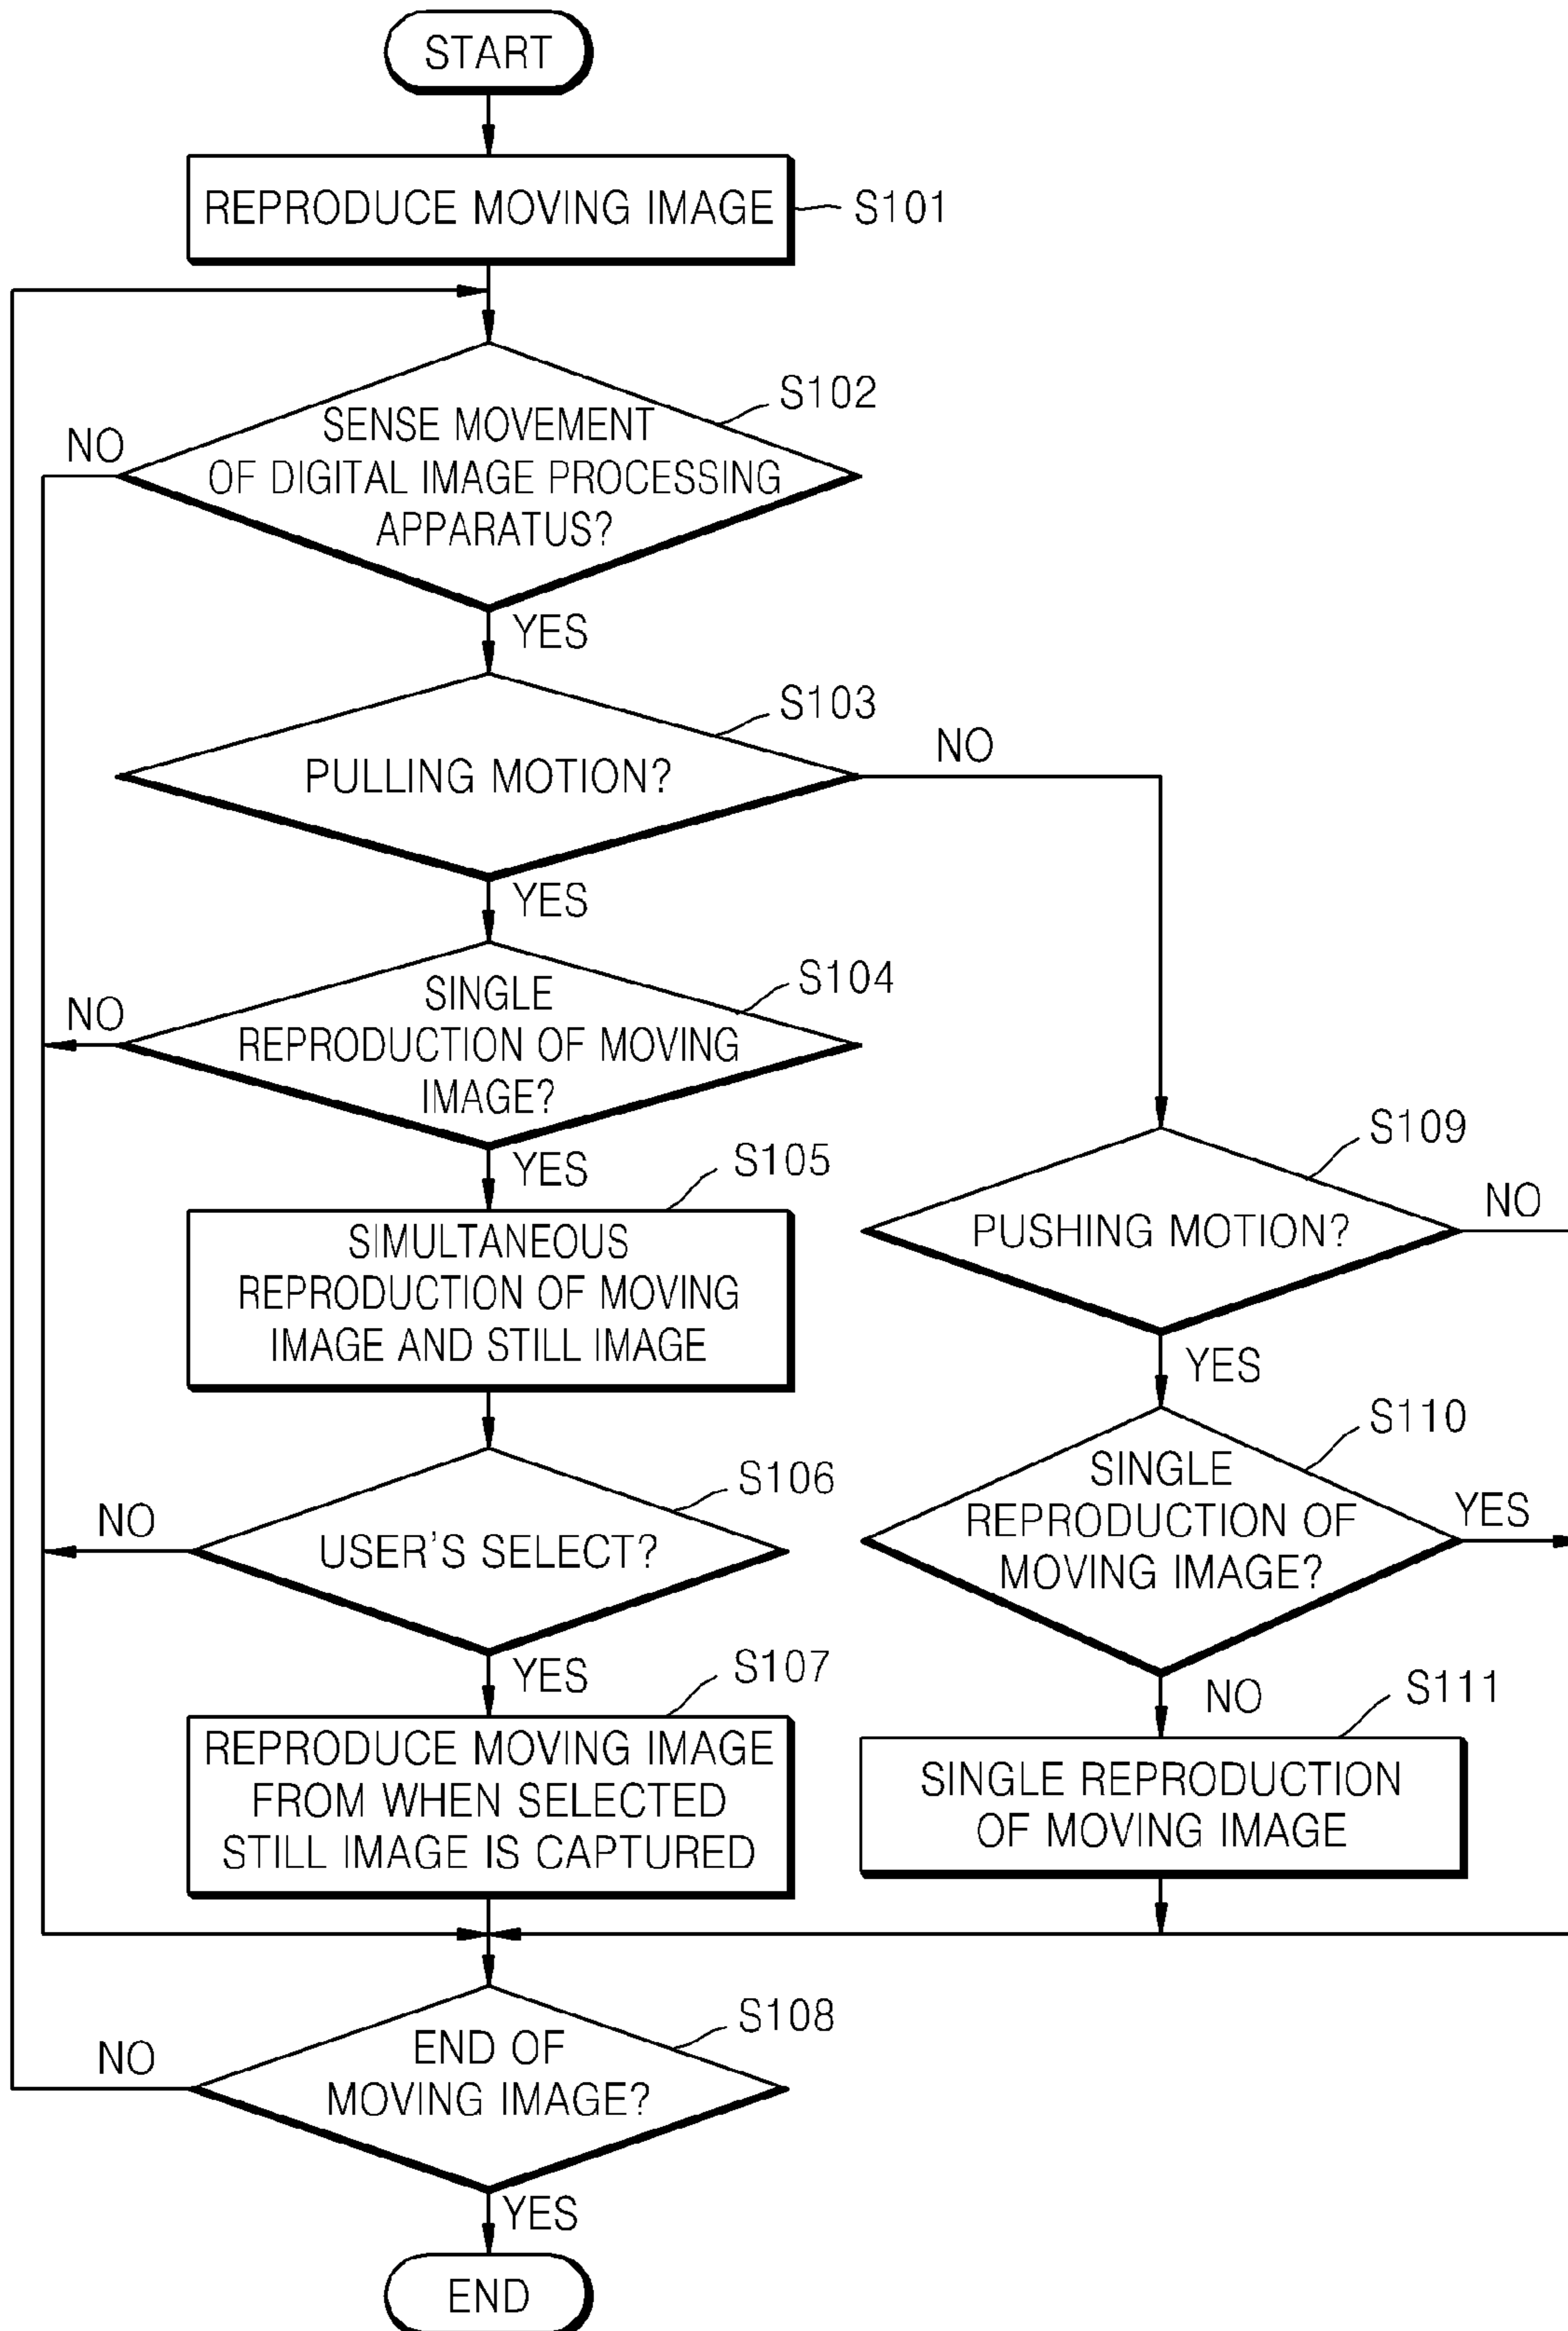 START
REPRODUCE MOVING IMAGE
S101
S102
SENSE MOVEMENT
OF DIGITAL IMAGE PROCESSING
APPARATUS?
NO
YES
S103
PULLING MOTION?
NO
YES
S104
SINGLE
REPRODUCTION OF MOVING
IMAGE?
NO
YES
S105
SIMULTANEOUS
REPRODUCTION OF MOVING
IMAGE AND STILL IMAGE
S106
USER'S SELECT?
NO
YES
S107
REPRODUCE MOVING IMAGE
FROM WHEN SELECTED
STILL IMAGE IS CAPTURED
S109
PUSHING MOTION?
NO
YES
S110
SINGLE
REPRODUCTION OF
MOVING IMAGE?
YES
NO
S111
SINGLE REPRODUCTION
OF MOVING IMAGE
S108
END OF
MOVING IMAGE?
NO
YES
END